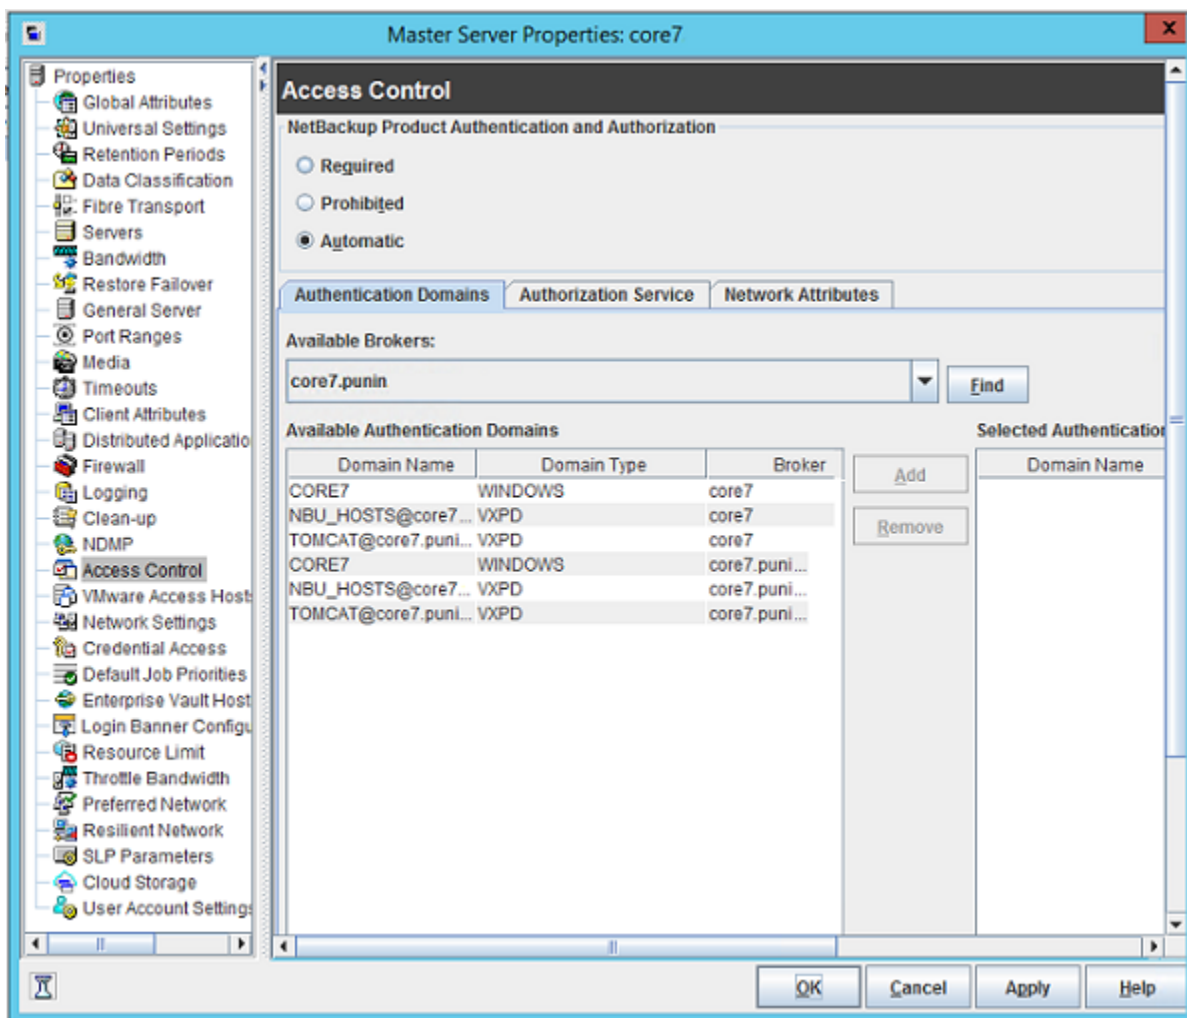 Master Server Properties: core7
x
Properties
Global Attributes
Universal Settings
Retention Periods
Data Classification
Fibre Transport
Servers
Bandwidth
Restore Failover
General Server
Port Ranges
Media
Timeouts
Client Attributes
Distributed Applicatio
Firewall
Logging
Clean-up
NDMP
Access Control
VMware Access Hosts
Network Settings
Credential Access
Default Job Priorities
Enterprise Vault Host
Login Banner Configu
Resource Limit
Throttle Bandwidth
Preferred Network
Resilient Network
SLP Parameters
Cloud Storage
User Account Settings
Access Control
NetBackup Product Authentication and Authorization
Required
Prohibited
Automatic
Authentication Domains Authorization Service Network Attributes
Available Brokers:
core7.punin Find
Available Authentication Domains
Domain Name Domain Type Broker
CORE7 WINDOWS core7
NBU_HOSTS@core7... VXPD core7
TOMCAT@core7.puni... VXPD core7
CORE7 WINDOWS core7.puni...
NBU_HOSTS@core7... VXPD core7.puni...
TOMCAT@core7.puni... VXPD core7.puni...
Add
Remove
Selected Authentication
Domain Name
OK Cancel Apply Help